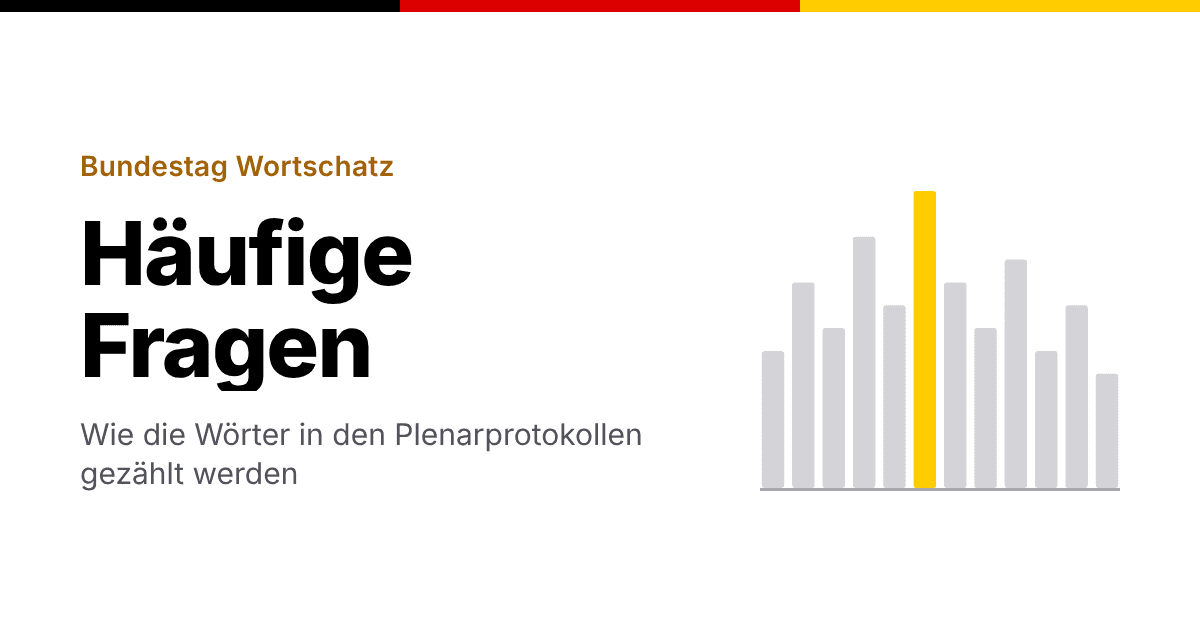 Bundestag Wortschatz
Häufige
Fragen
Wie die Wörter in den Plenarprotokollen
gezählt werden